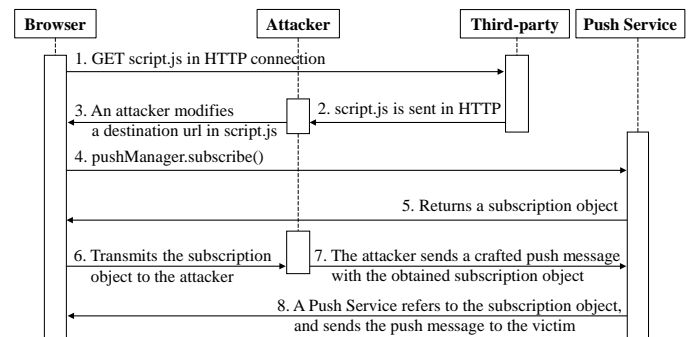 Browser
Attacker
Third-party
Push Service
1. GET script.js in HTTP connection
2. script.js is sent in HTTP
3. An attacker modifies
a destination url in script.js
4. pushManager.subscribe()
5. Returns a subscription object
6. Transmits the subscription
object to the attacker
7. The attacker sends a crafted push message
with the obtained subscription object
8. A Push Service refers to the subscription object,
and sends the push message to the victim